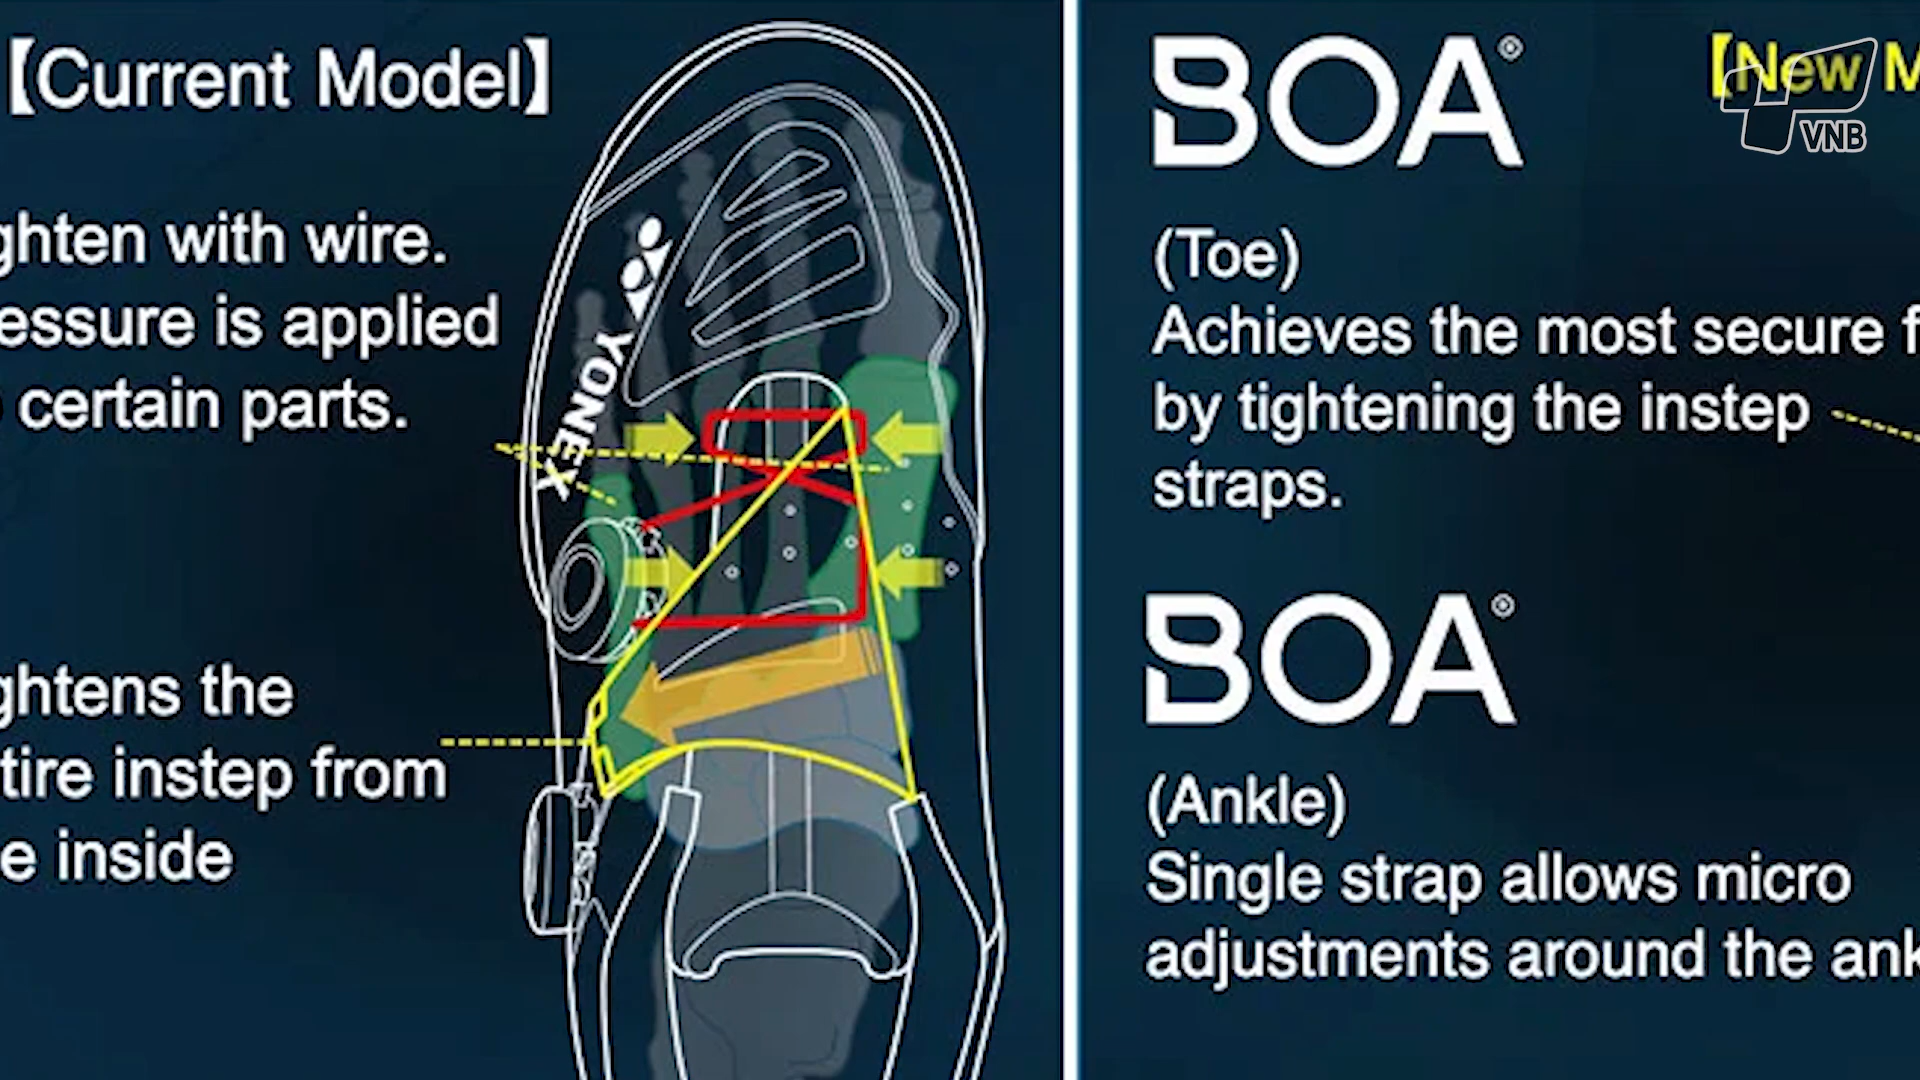 【Current Model】
ghten with wire.
essure is applied
certain parts.
YONEX
ghtens the
tire instep from
e inside
BOA®
【New M
VNB
(Toe)
Achieves the most secure f
by tightening the instep
straps.
BOA®
(Ankle)
Single strap allows micro
adjustments around the ank